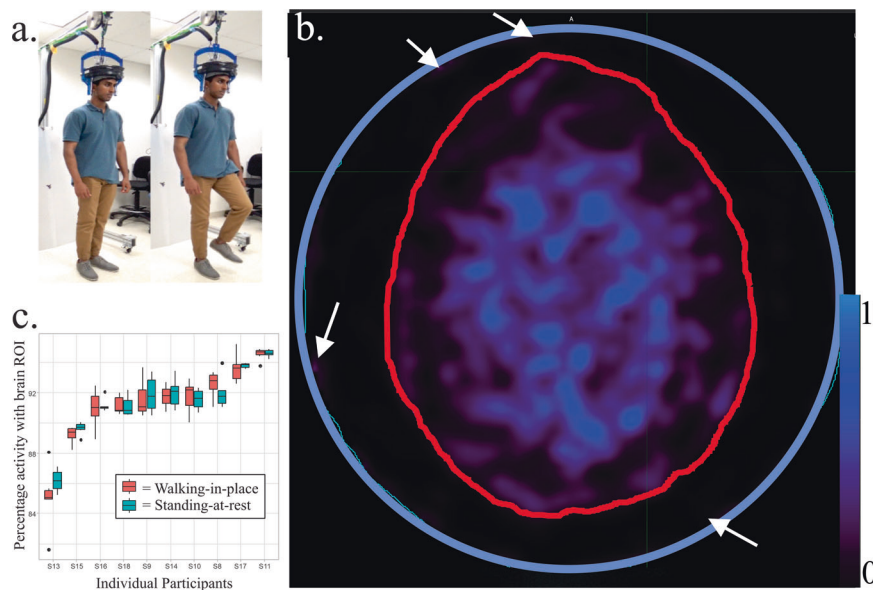 a.
b.
A
1
0
c.
Percentage activity with brain ROI
92
88
84
= Walking-in-place
= Standing-at-rest
S13 S15 S16 S18 S9 S14 S10 S8 S17 S11
Individual Participants